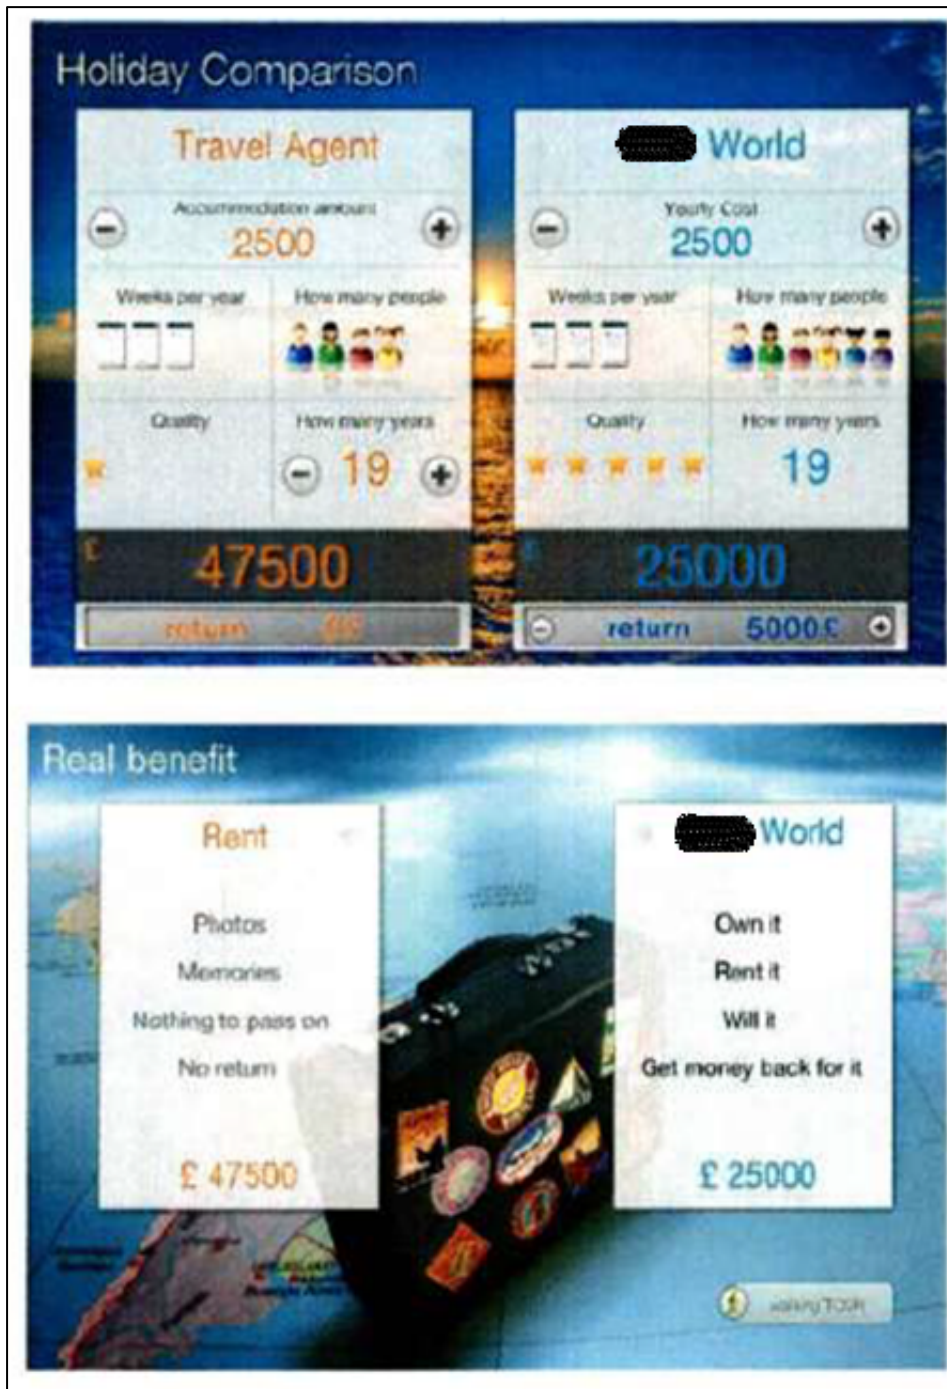 Holiday Comparison
Travel Agent
Accommodation amount
2500
Weeks per year
How many people
Quality
How many years
19
£
47500
return
World
Yearly Cost
2500
Weeks per year
How many people
Quality
How many years
19
£
25000
return 5000£
Real benefit
Rent
Photos
Memories
Nothing to pass on
No return
£ 47500
World
Own it
Rent it
Will it
Get money back for it
£ 25000
TOUR